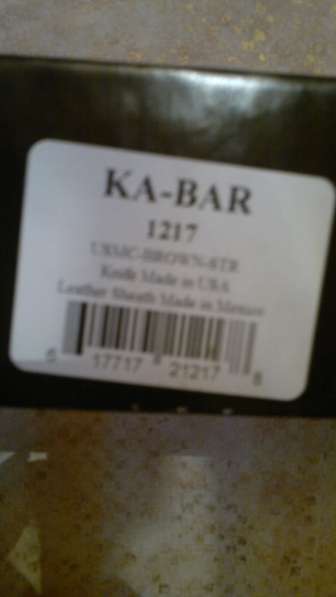 KA-BAR
1217
USMC-BROWN-STR
Knife Made in USA
Leather Sheath Made in Mexico
6 17717 21217 8